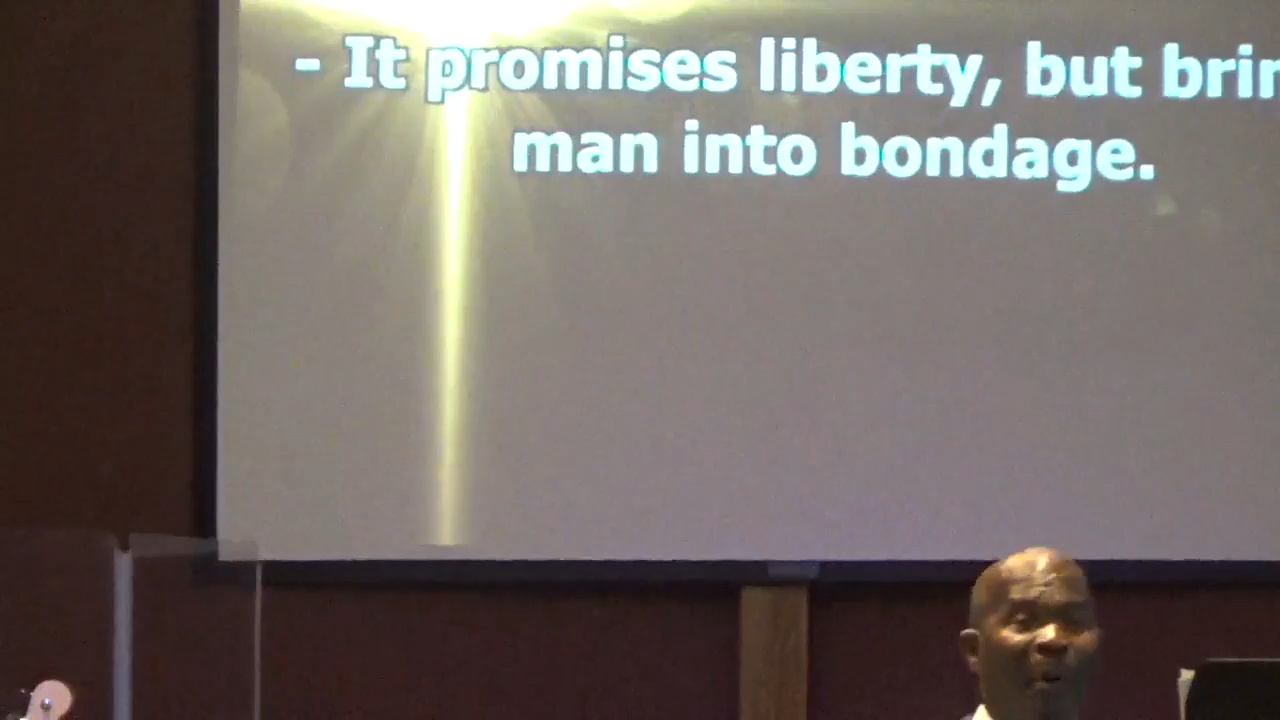 - It promises liberty, but
man into bondage.